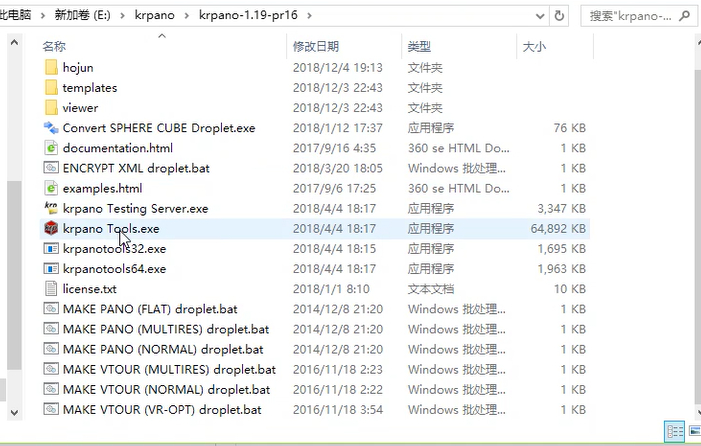 此电脑 › 新加卷 (E:) › krpano › krpano-1.19-pr16 › 搜索"krpano-...
名称 修改日期 类型 大小
hojun 2018/12/4 19:13 文件夹
templates 2018/12/3 22:43 文件夹
viewer 2018/12/3 22:43 文件夹
Convert SPHERE CUBE Droplet.exe 2018/1/12 17:37 应用程序 76 KB
documentation.html 2017/9/16 4:35 360 se HTML Do... 1 KB
ENCRYPT XML droplet.bat 2018/3/20 18:05 Windows 批处理... 1 KB
examples.html 2017/9/6 17:25 360 se HTML Do... 1 KB
krpano Testing Server.exe 2018/4/4 18:17 应用程序 3,347 KB
krpano Tools.exe 2018/4/4 18:17 应用程序 64,892 KB
krpanotools32.exe 2018/4/4 18:15 应用程序 1,695 KB
krpanotools64.exe 2018/4/4 18:17 应用程序 1,963 KB
license.txt 2018/1/1 8:10 文本文档 10 KB
MAKE PANO (FLAT) droplet.bat 2014/12/8 21:20 Windows 批处理... 1 KB
MAKE PANO (MULTIRES) droplet.bat 2014/12/8 21:20 Windows 批处理... 1 KB
MAKE PANO (NORMAL) droplet.bat 2014/12/8 21:20 Windows 批处理... 1 KB
MAKE VTOUR (MULTIRES) droplet.bat 2016/11/18 2:23 Windows 批处理... 1 KB
MAKE VTOUR (NORMAL) droplet.bat 2016/11/18 2:22 Windows 批处理... 1 KB
MAKE VTOUR (VR-OPT) droplet.bat 2016/11/18 3:54 Windows 批处理... 1 KB